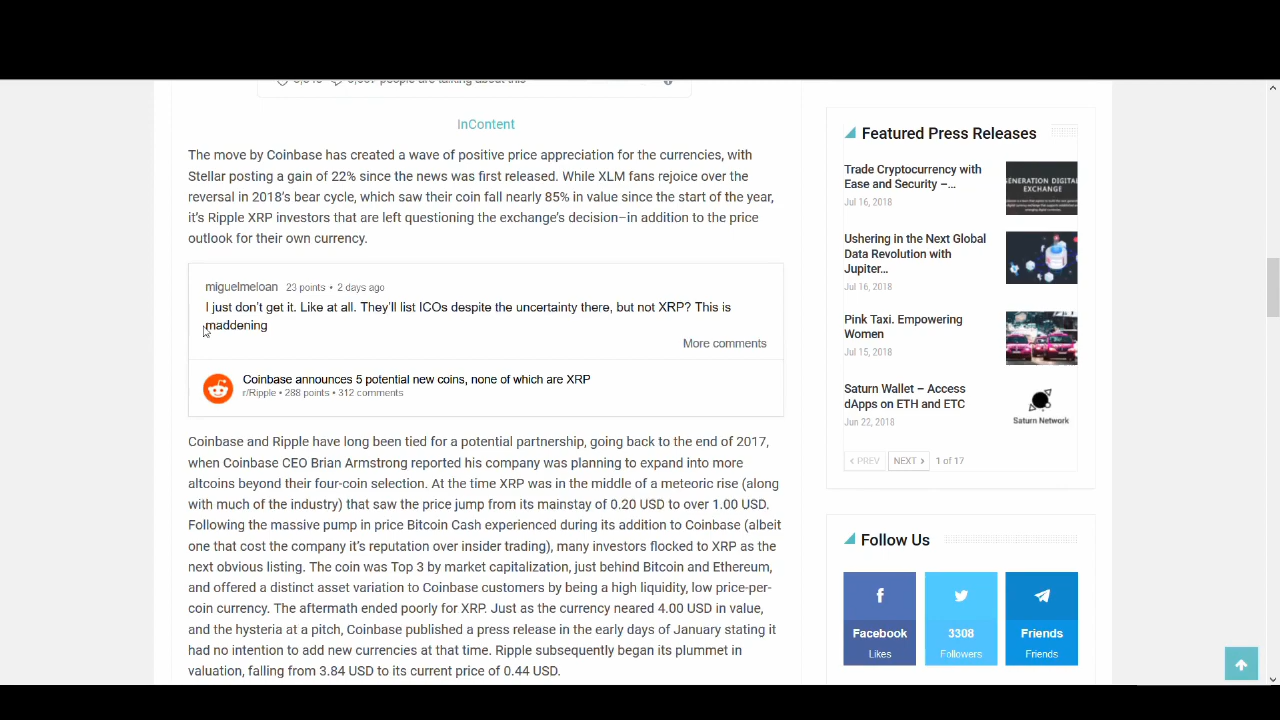 InContent
The move by Coinbase has created a wave of positive price appreciation for the currencies, with
Stellar posting a gain of 22% since the news was first released. While XLM fans rejoice over the
reversal in 2018's bear cycle, which saw their coin fall nearly 85% in value since the start of the year,
it's Ripple XRP investors that are left questioning the exchange's decision–in addition to the price
outlook for their own currency.
miguelmeloan 23 points • 2 days ago
I just don't get it. Like at all. They'll list ICOs despite the uncertainty there, but not XRP? This is
maddening
More comments
Coinbase announces 5 potential new coins, none of which are XRP
r/Ripple • 288 points • 312 comments
Coinbase and Ripple have long been tied for a potential partnership, going back to the end of 2017,
when Coinbase CEO Brian Armstrong reported his company was planning to expand into more
altcoins beyond their four-coin selection. At the time XRP was in the middle of a meteoric rise (along
with much of the industry) that saw the price jump from its mainstay of 0.20 USD to over 1.00 USD.
Following the massive pump in price Bitcoin Cash experienced during its addition to Coinbase (albeit
one that cost the company it's reputation over insider trading), many investors flocked to XRP as the
next obvious listing. The coin was Top 3 by market capitalization, just behind Bitcoin and Ethereum,
and offered a distinct asset variation to Coinbase customers by being a high liquidity, low price-per-
coin currency. The aftermath ended poorly for XRP. Just as the currency neared 4.00 USD in value,
and the hysteria at a pitch, Coinbase published a press release in the early days of January stating it
had no intention to add new currencies at that time. Ripple subsequently began its plummet in
valuation, falling from 3.84 USD to its current price of 0.44 USD.
Featured Press Releases
Trade Cryptocurrency with
Ease and Security –...
Jul 16, 2018
GENERATION DIGITAL
EXCHANGE
Ushering in the Next Global
Data Revolution with
Jupiter...
Jul 16, 2018
Pink Taxi. Empowering
Women
Jul 15, 2018
Saturn Wallet – Access
dApps on ETH and ETC
Jun 22, 2018
Saturn Network
PREV NEXT 1 of 17
Follow Us
Facebook
Likes
3308
Followers
Friends
Friends